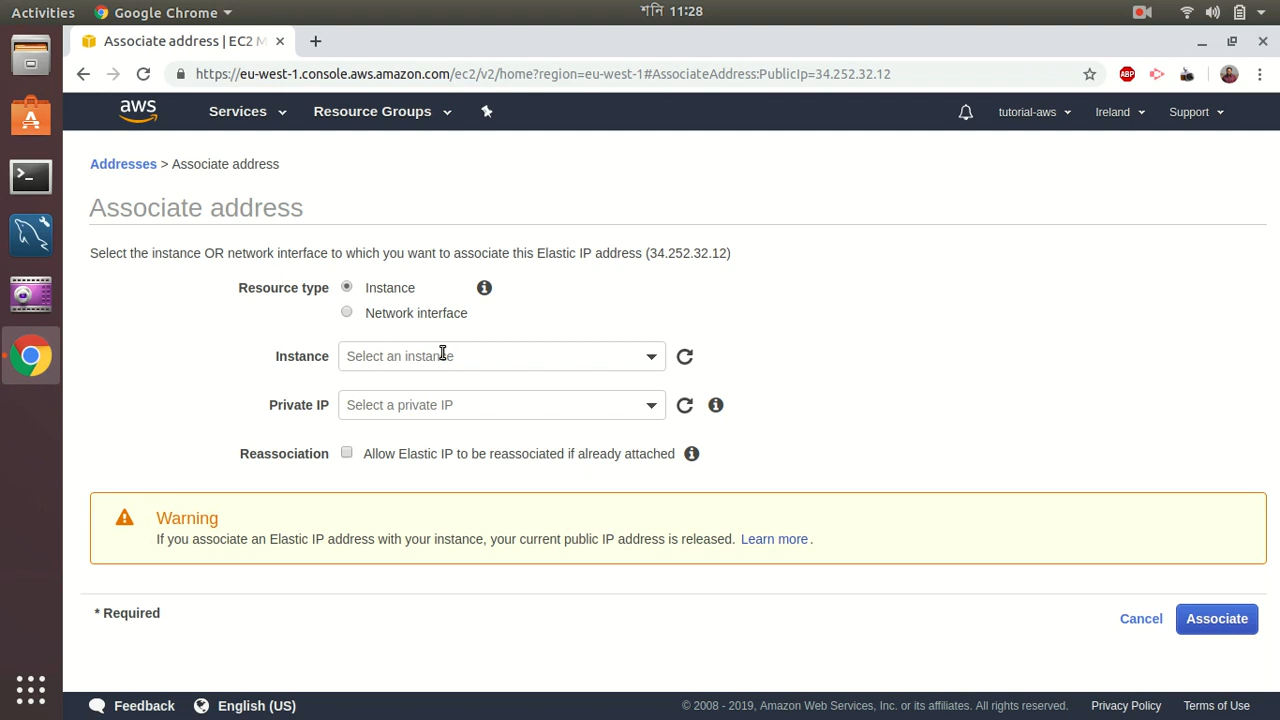 Activities Google Chrome শনি 11:28
Associate address | EC2 M
https://eu-west-1.console.aws.amazon.com/ec2/v2/home?region=eu-west-1#AssociateAddress:PublicIp=34.252.32.12 ABP
aws Services Resource Groups tutorial-aws Ireland Support
Addresses > Associate address
Associate address
Select the instance OR network interface to which you want to associate this Elastic IP address (34.252.32.12)
Resource type Instance
Network interface
Instance Select an instance
Private IP Select a private IP
Reassociation Allow Elastic IP to be reassociated if already attached
Warning
If you associate an Elastic IP address with your instance, your current public IP address is released. Learn more.
* Required
Cancel Associate
Feedback English (US) © 2008 - 2019, Amazon Web Services, Inc. or its affiliates. All rights reserved. Privacy Policy Terms of Use